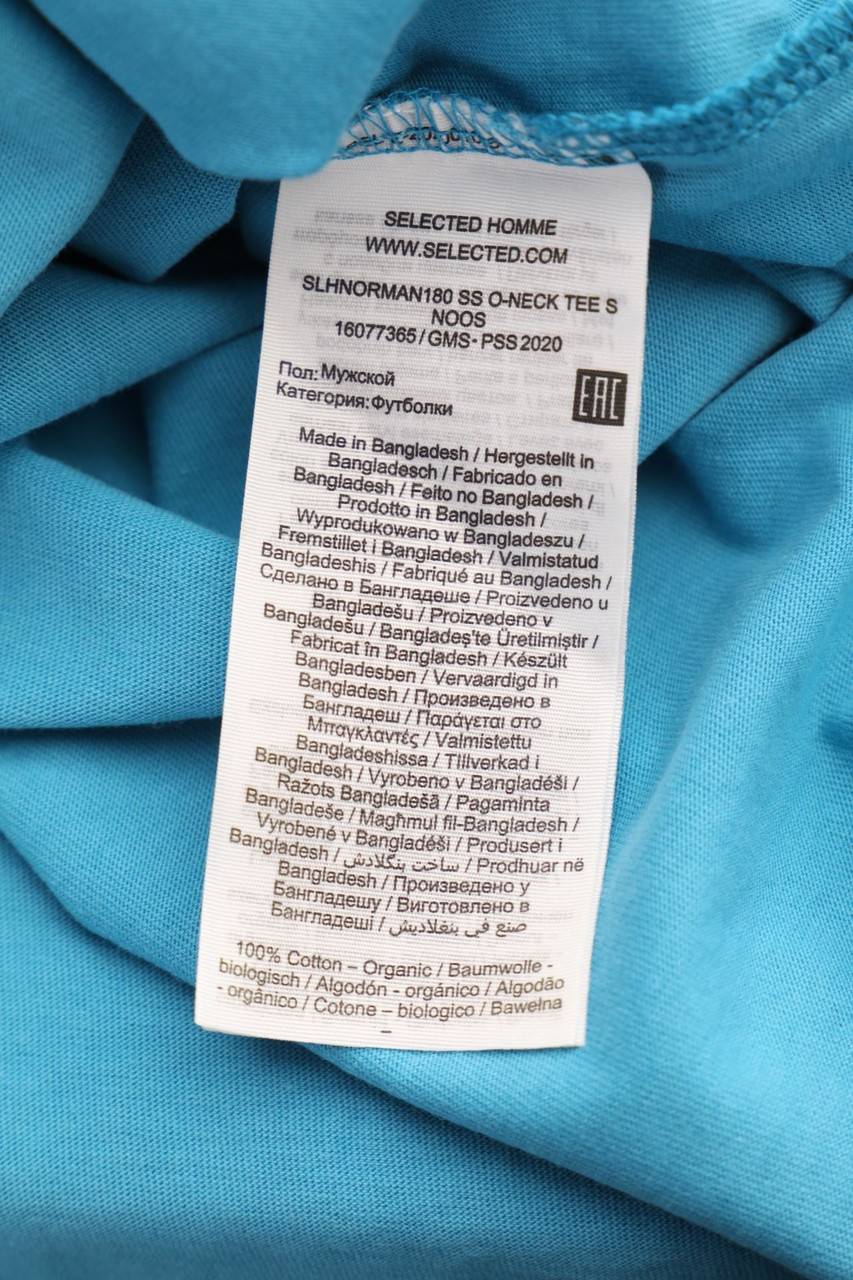 SELECTED HOMME
WWW.SELECTED.COM
SLHNORMAN180 SS O-NECK TEE S
NOOS
16077365/GMS-PSS2020
Пол:Мужской
Категория:Футболки
EAC
Made in Bangladesh / Hergestellt in
Bangladesch / Fabricado en
Bangladesh / Feito no Bangladesh /
Prodotto in Bangladesh /
Wyprodukowano w Bangladeszu /
Fremstillet i Bangladesh / Valmistatud
Bangladeshis / Fabriqué au Bangladesh /
Сделано в Бангладеше / Proizvedeno u
Bangladešu / Proizvedeno v
Bangladešu / Bangladeş'te Üretilmiştir /
Fabricat în Bangladesh / Készült
Bangladesben / Vervaardigd in
Bangladesh / Произведено в
Бангладеш / Παράγεται στο
Μπαγκλαντές / Valmistettu
Bangladeshissa / Tillverkad i
Bangladesh / Vyrobeno v Bangladéši /
Ražots Bangladešā / Pagaminta
Bangladeše / Magħmul fil-Bangladesh /
Vyrobené v Bangladéši / Produsert i
Bangladesh / ساخت بنگلادش / Prodhuar në
Bangladesh / Произведено у
Бангладешу / Виготовлено в
Бангладеші / صنع في بنغلاديش
100% Cotton – Organic / Baumwolle -
biologisch / Algodón - orgánico / Algodão
- orgânico / Cotone – biologico / Bawełna
–